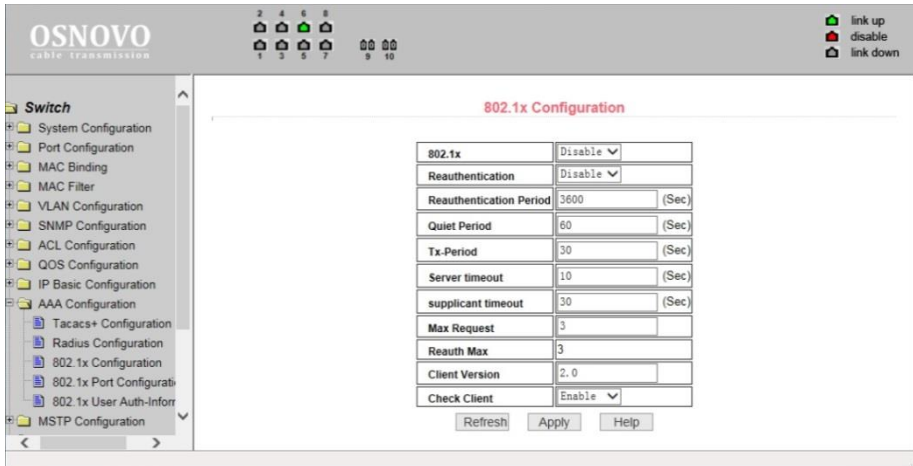 OSNOVO
cable transmission
2 4 6 8
1 3 5 7 9 10
link up
disable
link down
Switch
System Configuration
Port Configuration
MAC Binding
MAC Filter
VLAN Configuration
SNMP Configuration
ACL Configuration
QOS Configuration
IP Basic Configuration
AAA Configuration
Tacacs+ Configuration
Radius Configuration
802.1x Configuration
802.1x Port Configurati
802.1x User Auth-Inforr
MSTP Configuration
802.1x Configuration
802.1x Disable
Reauthentication Disable
Reauthentication Period 3600 (Sec)
Quiet Period 60 (Sec)
Tx-Period 30 (Sec)
Server timeout 10 (Sec)
supplicant timeout 30 (Sec)
Max Request 3
Reauth Max 3
Client Version 2.0
Check Client Enable
Refresh Apply Help